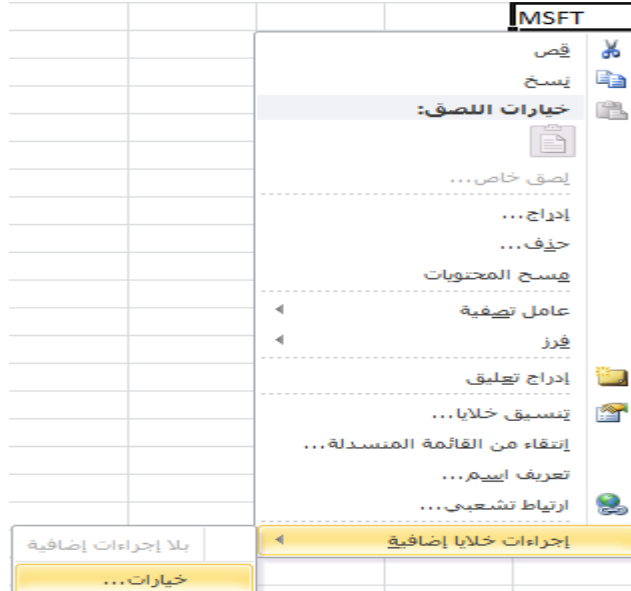 MSFT
قص
نسخ
خيارات اللصق:
لصق خاص...
إدراج...
حذف...
مسح المحتويات
عامل تصفية
فرز
إدراج تعليق
تنسيق خلايا...
إنتقاء من القائمة المنسدلة...
تعريف اسم...
ارتباط تشعبي...
إجراءات خلايا إضافية
بلا إجراءات إضافية
خيارات...